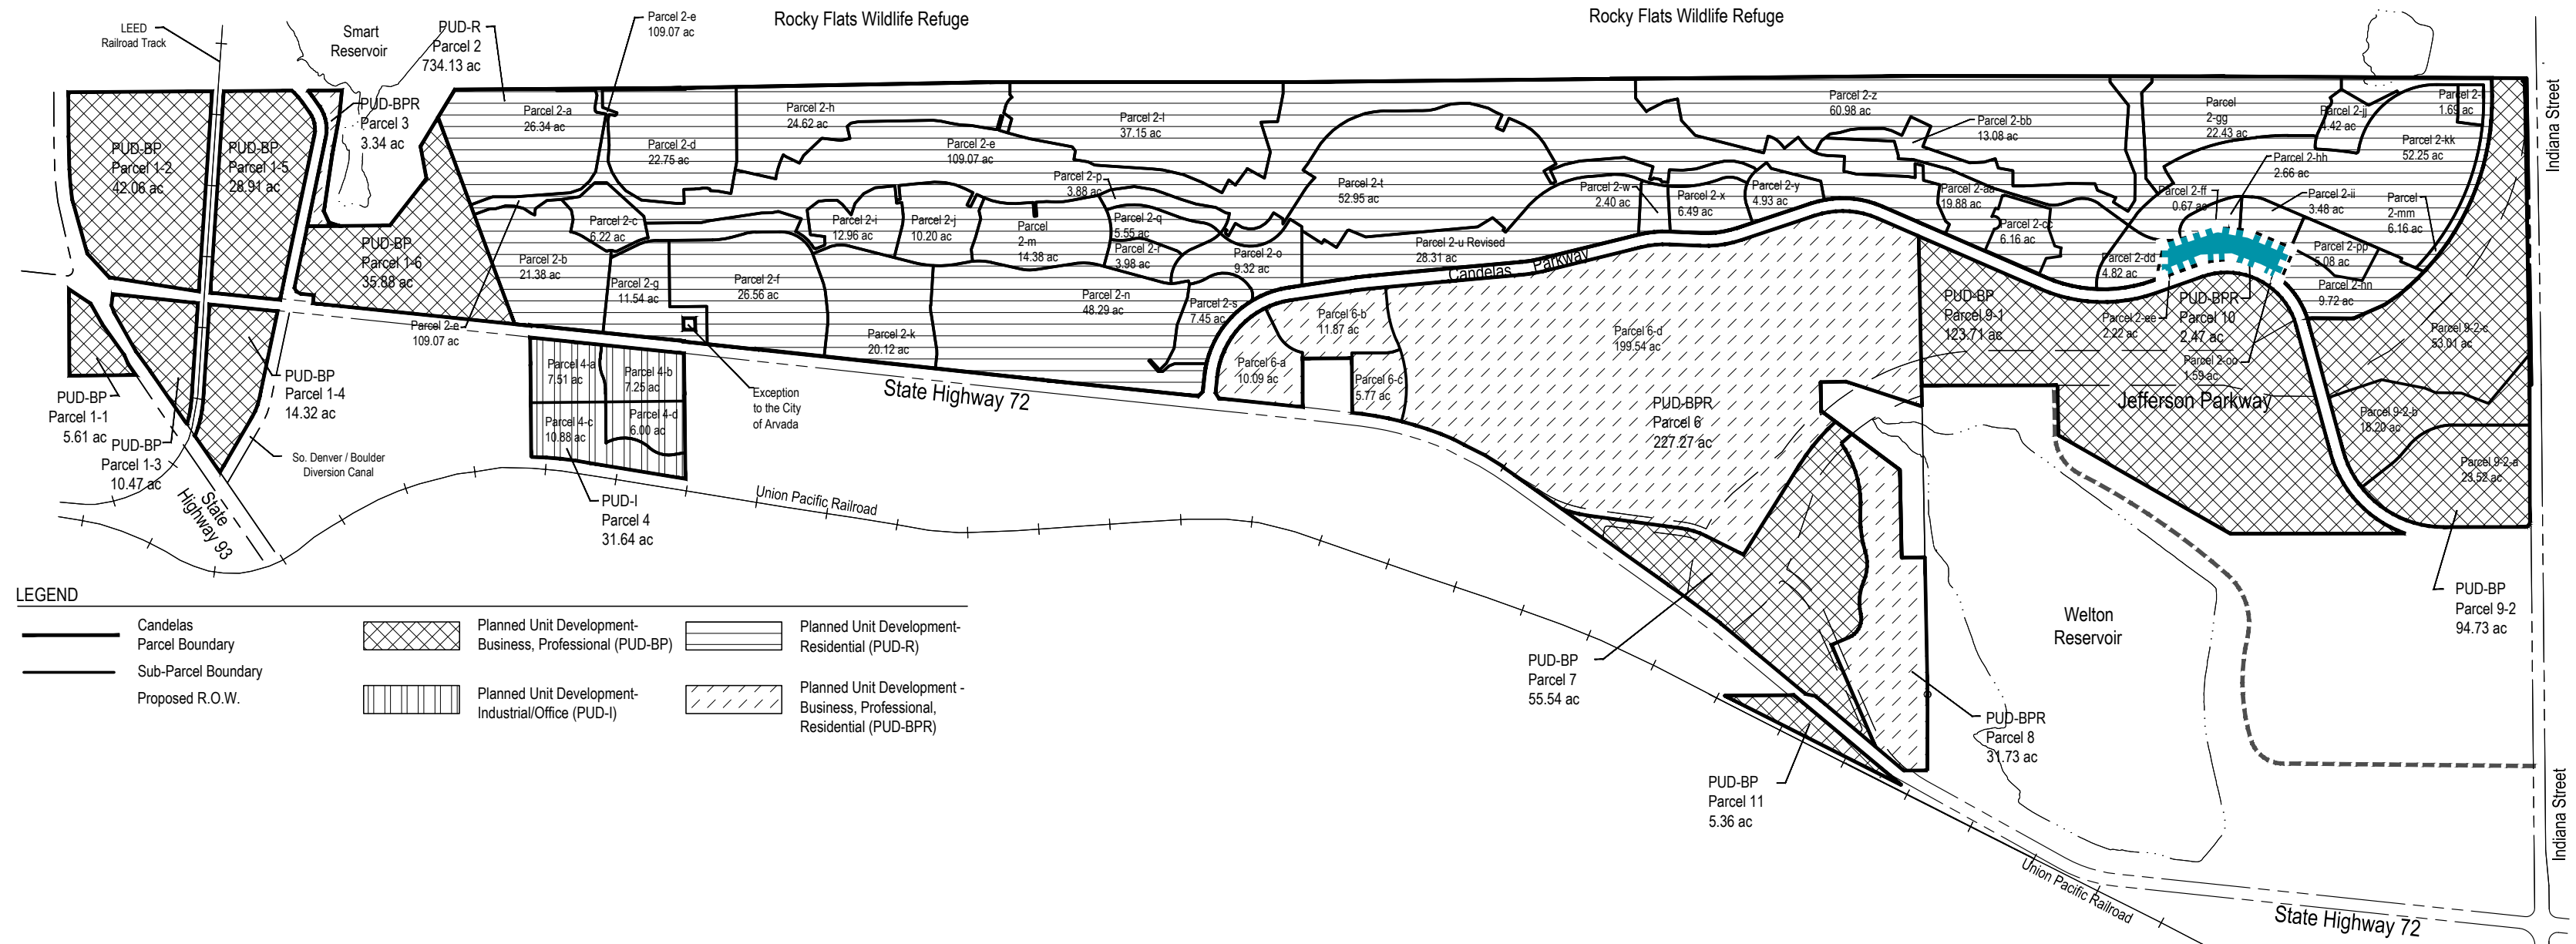 Rocky Flats Wildlife Refuge
Rocky Flats Wildlife Refuge
LEED
Railroad Track
Smart
Reservoir
PUD-R
Parcel 2
734.13 ac
Parcel 2-e
109.07 ac
PUD-BPR
Parcel 3
3.34 ac
PUD-BP
Parcel 1-2
42.06 ac
PUD-BP
Parcel 1-5
28.91 ac
PUD-BP
Parcel 1-6
35.88 ac
Parcel 2-a
26.34 ac
Parcel 2-d
22.75 ac
Parcel 2-h
24.62 ac
Parcel 2-e
109.07 ac
Parcel 2-l
37.15 ac
Parcel 2-p
3.88 ac
Parcel 2-t
52.95 ac
Parcel 2-z
60.98 ac
Parcel 2-bb
13.08 ac
Parcel
2-gg
22.43 ac
Parcel 2-jj
4.42 ac
Parcel 2-
1.69 ac
Parcel 2-kk
52.25 ac
Parcel 2-hh
2.66 ac
Parcel 2-ff
0.67 ac
Parcel 2-ii
3.48 ac
Parcel
2-mm
6.16 ac
Parcel 2-pp
5.08 ac
Parcel 2-nn
9.72 ac
Parcel 2-dd
4.82 ac
Parcel 2-cc
6.16 ac
Parcel 2-aa
19.88 ac
Parcel 2-y
4.93 ac
Parcel 2-x
6.49 ac
Parcel 2-w
2.40 ac
Parcel 2-u Revised
28.31 ac
Candelas Parkway
Parcel 2-c
6.22 ac
Parcel 2-b
21.38 ac
Parcel 2-g
11.54 ac
Parcel 2-f
26.56 ac
Parcel 2-i
12.96 ac
Parcel 2-j
10.20 ac
Parcel
2-m
14.38 ac
Parcel 2-q
5.55 ac
Parcel 2-r
3.98 ac
Parcel 2-o
9.32 ac
Parcel 2-n
48.29 ac
Parcel 2-s
7.45 ac
Parcel 2-k
20.12 ac
Parcel 2-e
109.07 ac
Parcel 6-b
11.87 ac
Parcel 6-a
10.09 ac
Parcel 6-c
5.77 ac
Parcel 6-d
199.54 ac
PUD-BPR
Parcel 6
227.27 ac
PUD-BP
Parcel 9-1
123.71 ac
Parcel 2-ee
2.22 ac
PUD-BPR
Parcel 10
2.47 ac
Parcel 2-oo
1.59 ac
Jefferson Parkway
Parcel 9-2-c
53.01 ac
Parcel 9-2-b
18.20 ac
Parcel 9-2-a
23.52 ac
PUD-BP
Parcel 9-2
94.73 ac
Indiana Street
Indiana Street
PUD-BP
Parcel 1-1
5.61 ac
PUD-BP
Parcel 1-3
10.47 ac
PUD-BP
Parcel 1-4
14.32 ac
So. Denver / Boulder
Diversion Canal
State
Highway 93
Parcel 4-a
7.51 ac
Parcel 4-b
7.25 ac
Parcel 4-c
10.88 ac
Parcel 4-d
6.00 ac
PUD-I
Parcel 4
31.64 ac
Exception
to the City
of Arvada
State Highway 72
Union Pacific Railroad
Welton
Reservoir
PUD-BP
Parcel 7
55.54 ac
PUD-BPR
Parcel 8
31.73 ac
PUD-BP
Parcel 11
5.36 ac
Union Pacific Railroad
State Highway 72
LEGEND
Candelas
Parcel Boundary
Sub-Parcel Boundary
Proposed R.O.W.
Planned Unit Development-
Business, Professional (PUD-BP)
Planned Unit Development-
Industrial/Office (PUD-I)
Planned Unit Development-
Residential (PUD-R)
Planned Unit Development -
Business, Professional,
Residential (PUD-BPR)